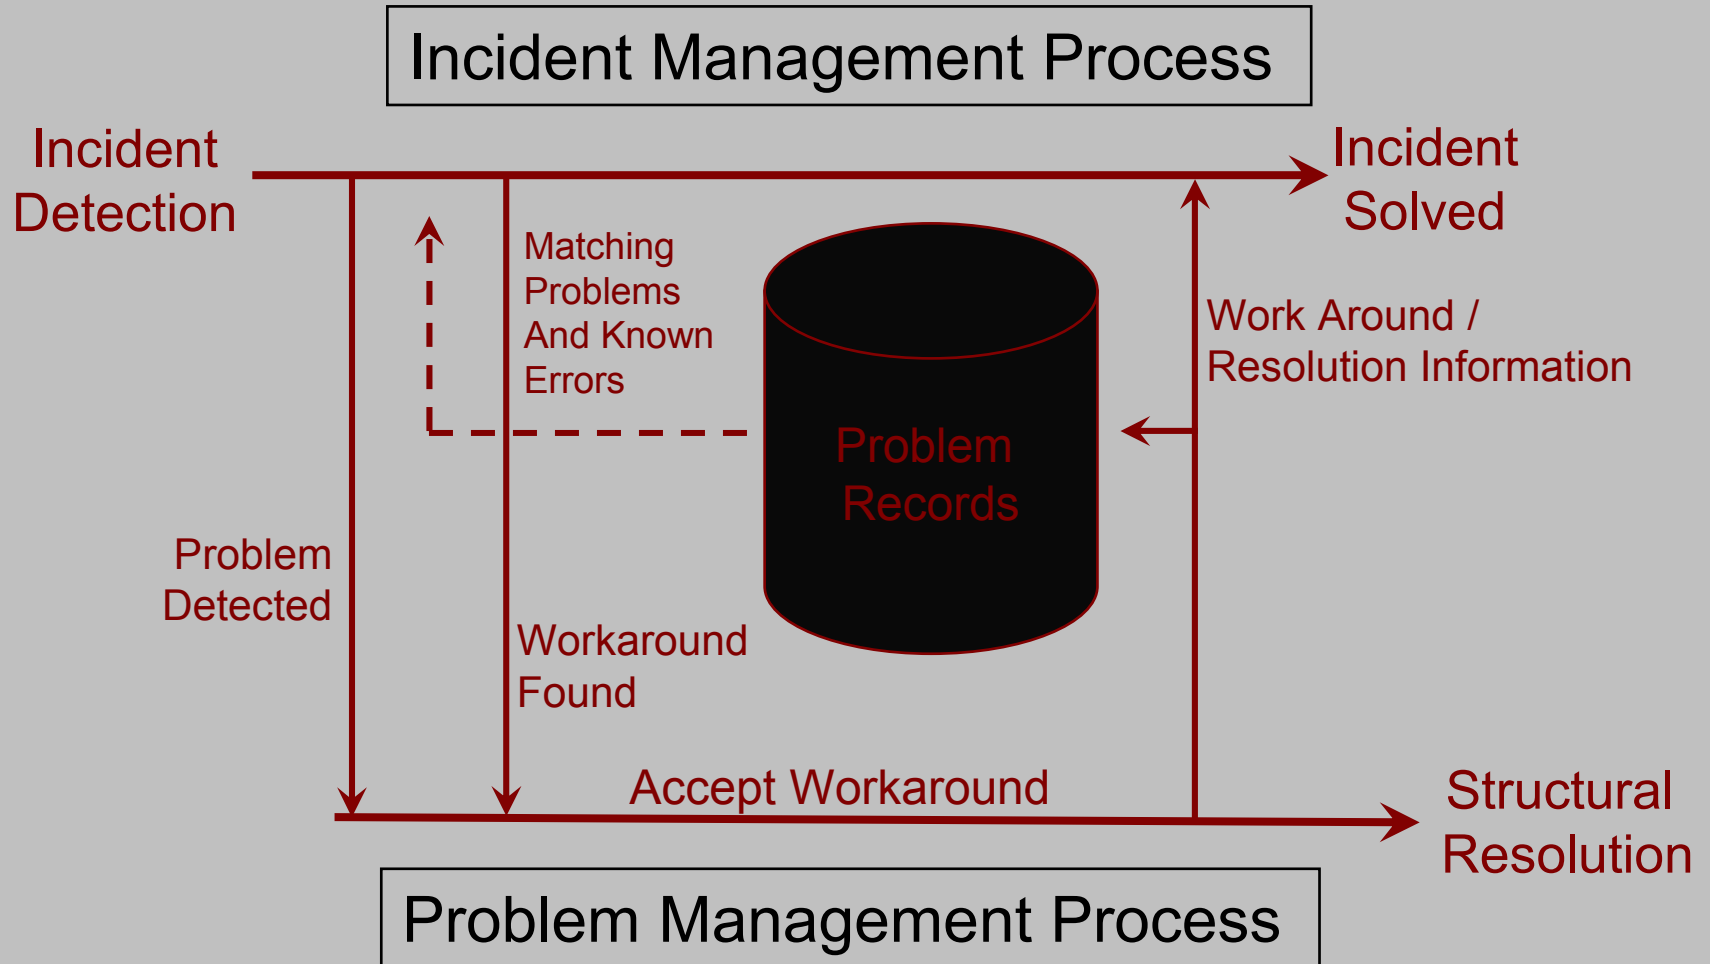 Incident Management Process
Incident
Detection
Incident
Solved
Matching
Problems
And Known
Errors
Work Around /
Resolution Information
Problem
Records
Problem
Detected
Workaround
Found
Accept Workaround
Structural
Resolution
Problem Management Process